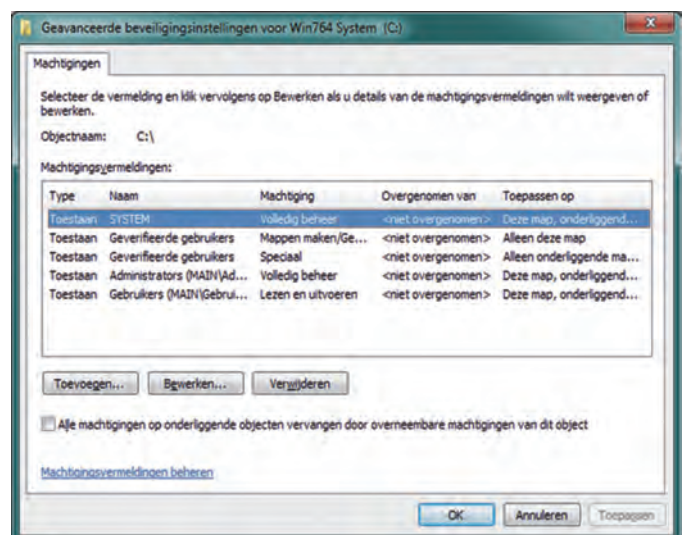 Geavanceerde beveiligingsinstellingen voor Win764 System (C:)
Machtigingen
Selecteer de vermelding en klik vervolgens op Bewerken als u details van de machtigingsvermeldingen wilt weergeven of
bewerken.
Objectnaam: C:\
Machtigingsvermeldingen:
Type Naam Machtiging Overgenomen van Toepassen op
Toestaan SYSTEM Volledig beheer <niet overgenomen> Deze map, onderliggend...
Toestaan Geverifieerde gebruikers Mappen maken/Ge... <niet overgenomen> Alleen deze map
Toestaan Geverifieerde gebruikers Speciaal <niet overgenomen> Alleen onderliggende ma...
Toestaan Administrators (MAIN\Ad... Volledig beheer <niet overgenomen> Deze map, onderliggend...
Toestaan Gebruikers (MAIN\Gebrui... Lezen en uitvoeren <niet overgenomen> Deze map, onderliggend...
Toevoegen... Bewerken... Verwijderen
Alle machtigingen op onderliggende objecten vervangen door overneembare machtigingen van dit object
Machtigingsvermeldingen beheren
OK Annuleren Toepassen